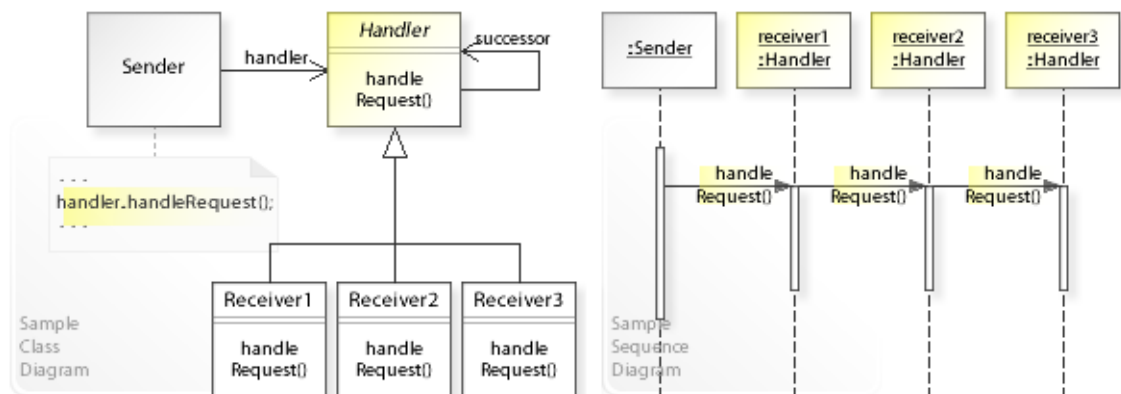 Sender
handler
Handler
handle
Request()
successor
- - -
handler.handleRequest();
- - -
Receiver1
handle
Request()
Receiver2
handle
Request()
Receiver3
handle
Request()
Sample
Class
Diagram
:Sender
receiver1
:Handler
receiver2
:Handler
receiver3
:Handler
handle
Request()
handle
Request()
handle
Request()
Sample
Sequence
Diagram